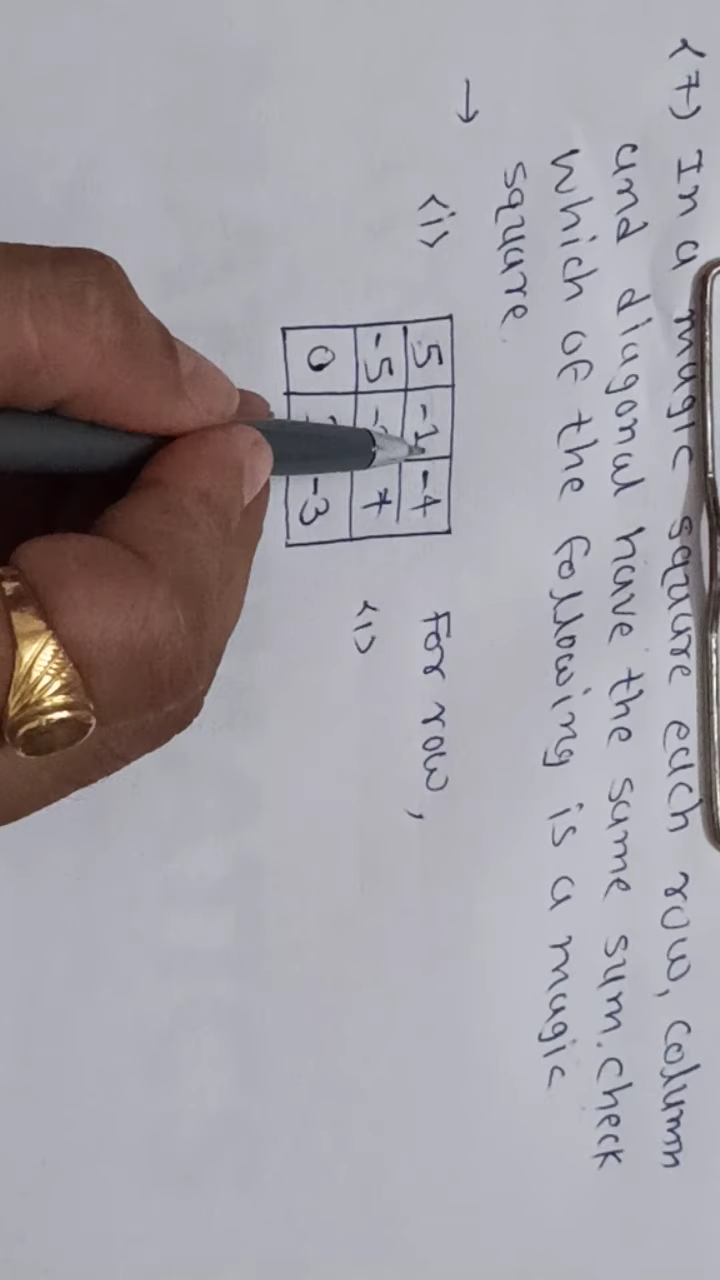 <7> In a magic square each row, column
and diagonal have the same sum. check
which of the following is a magic
square.
→ <i>
5 -1 -4
-5 7
0 -3
For row,
<1>